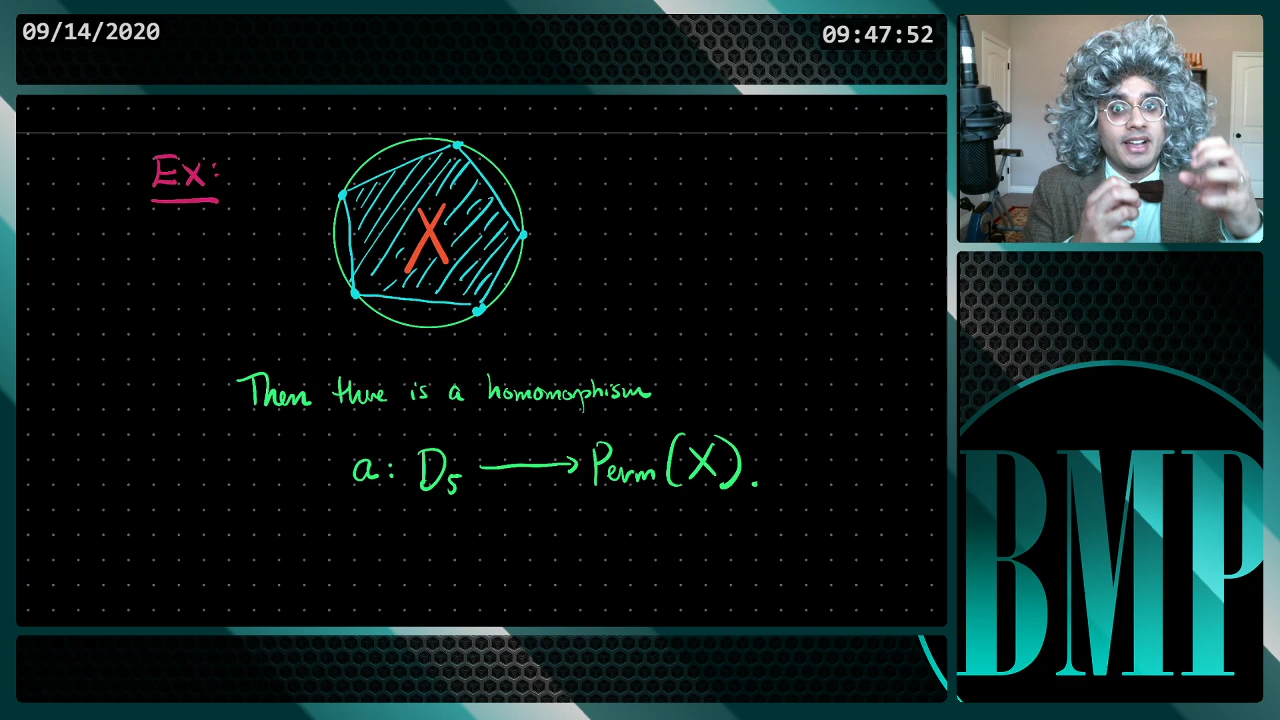 09/14/2020
09:47:52
Ex:
X
Then there is a homomorphism
a: D₅ ⟶ Perm(X).
BMP